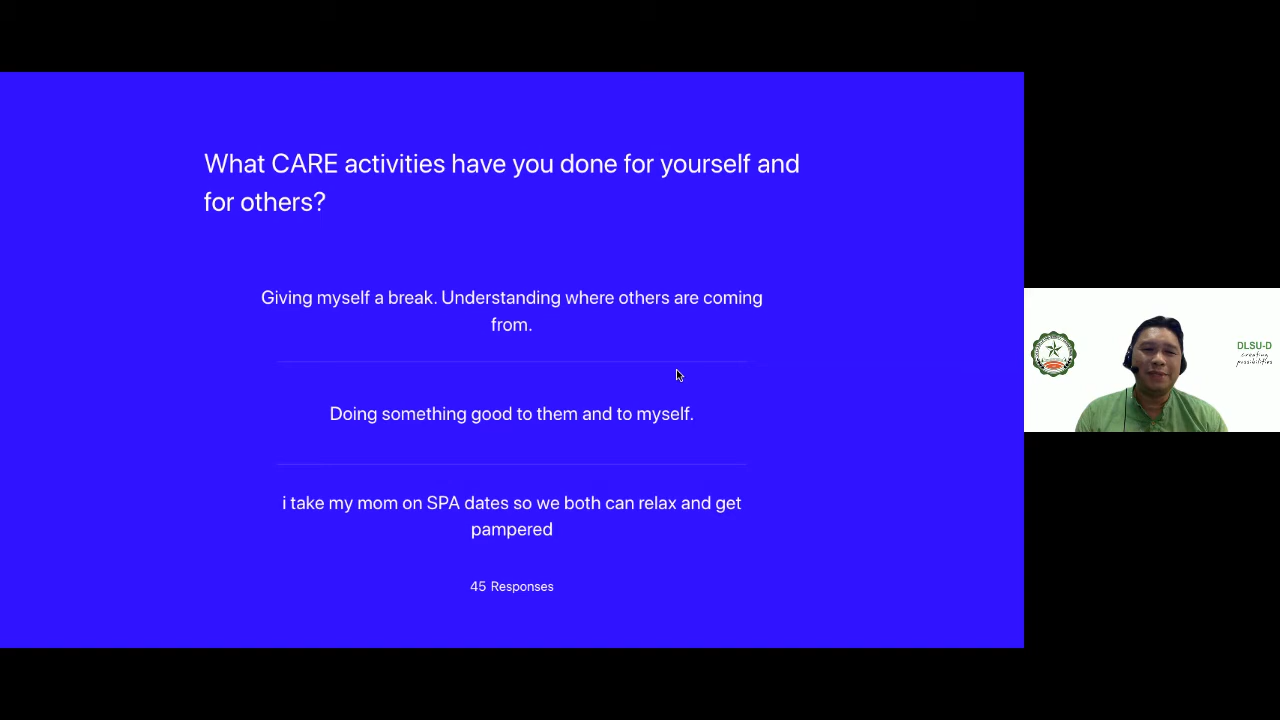 What CARE activities have you done for yourself and
for others?
Giving myself a break. Understanding where others are coming
from.
Doing something good to them and to myself.
i take my mom on SPA dates so we both can relax and get
pampered
45 Responses
DLSU-D
creating
possibilities